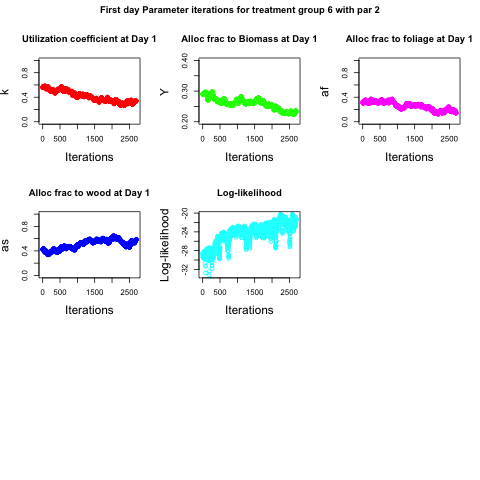 First day Parameter iterations for treatment group 6 with par 2
Utilization coefficient at Day 1
k
0.0 0.4 0.8
0 500 1500 2500
Iterations
Alloc frac to Biomass at Day 1
Y
0.20 0.30 0.40
0 500 1500 2500
Iterations
Alloc frac to foliage at Day 1
af
0.0 0.4 0.8
0 500 1500 2500
Iterations
Alloc frac to wood at Day 1
as
0.0 0.4 0.8
0 500 1500 2500
Iterations
Log-likelihood
Log-likelihood
-32 -28 -24 -20
0 500 1500 2500
Iterations